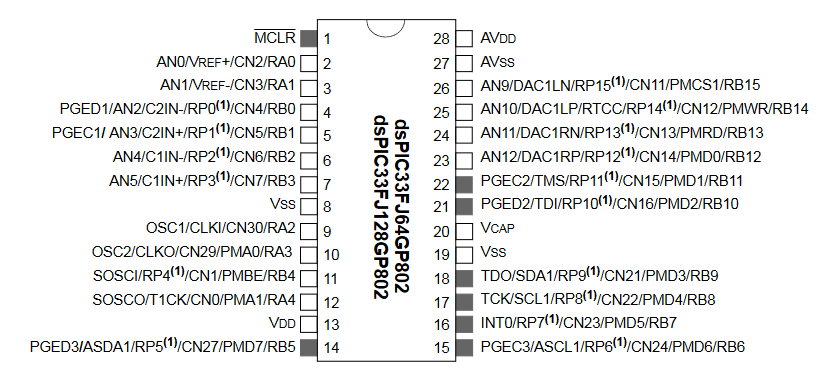 MCLR 1
AN0/VREF+/CN2/RA0 2
AN1/VREF-/CN3/RA1 3
PGED1/AN2/C2IN-/RP0(1)/CN4/RB0 4
PGEC1/ AN3/C2IN+/RP1(1)/CN5/RB1 5
AN4/C1IN-/RP2(1)/CN6/RB2 6
AN5/C1IN+/RP3(1)/CN7/RB3 7
VSS 8
OSC1/CLKI/CN30/RA2 9
OSC2/CLKO/CN29/PMA0/RA3 10
SOSCI/RP4(1)/CN1/PMBE/RB4 11
SOSCO/T1CK/CN0/PMA1/RA4 12
VDD 13
PGED3/ASDA1/RP5(1)/CN27/PMD7/RB5 14
dsPIC33FJ64GP802
dsPIC33FJ128GP802
28 AVDD
27 AVSS
26 AN9/DAC1LN/RP15(1)/CN11/PMCS1/RB15
25 AN10/DAC1LP/RTCC/RP14(1)/CN12/PMWR/RB14
24 AN11/DAC1RN/RP13(1)/CN13/PMRD/RB13
23 AN12/DAC1RP/RP12(1)/CN14/PMD0/RB12
22 PGEC2/TMS/RP11(1)/CN15/PMD1/RB11
21 PGED2/TDI/RP10(1)/CN16/PMD2/RB10
20 VCAP
19 VSS
18 TDO/SDA1/RP9(1)/CN21/PMD3/RB9
17 TCK/SCL1/RP8(1)/CN22/PMD4/RB8
16 INT0/RP7(1)/CN23/PMD5/RB7
15 PGEC3/ASCL1/RP6(1)/CN24/PMD6/RB6